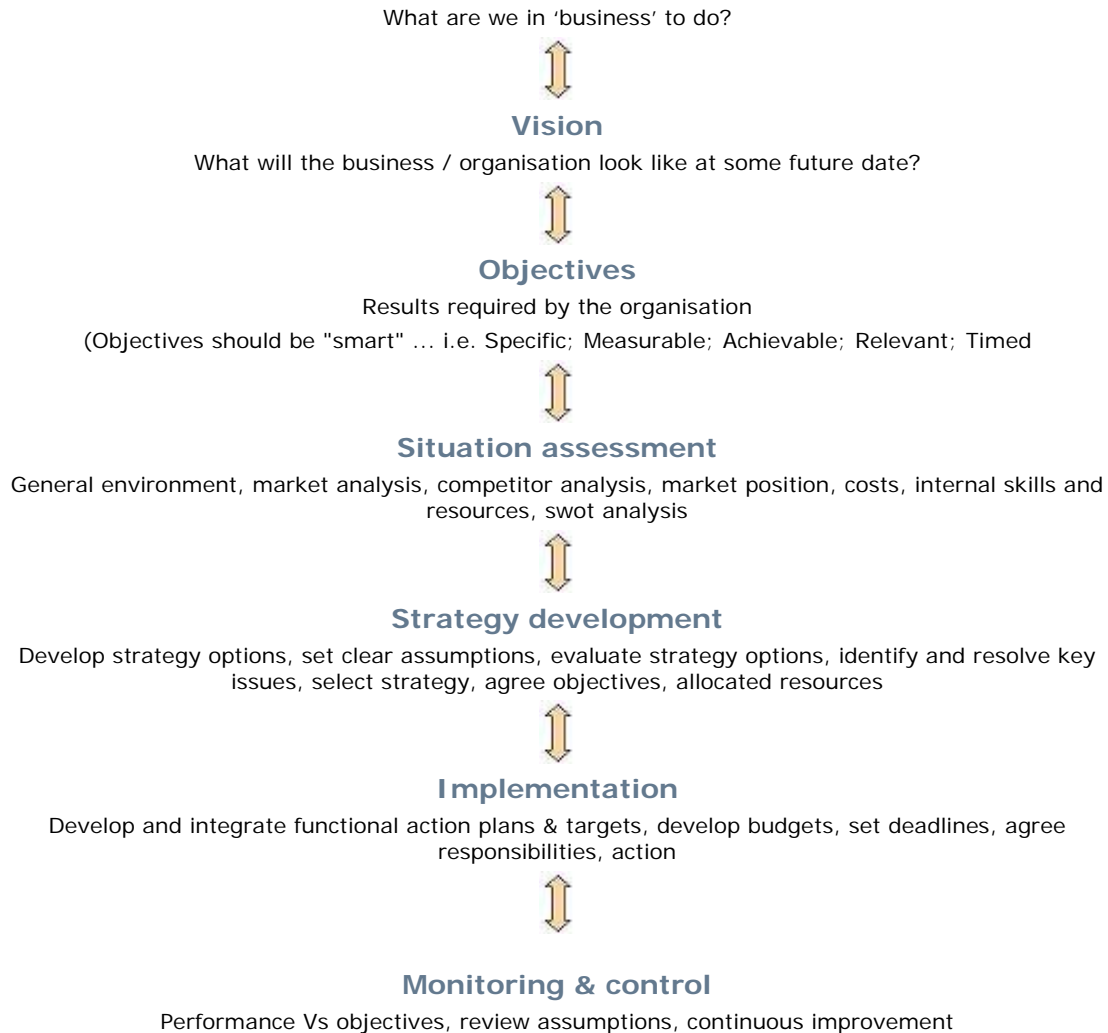 What are we in ‘business’ to do?
Vision
What will the business / organisation look like at some future date?
Objectives
Results required by the organisation
(Objectives should be "smart" ... i.e. Specific; Measurable; Achievable; Relevant; Timed
Situation assessment
General environment, market analysis, competitor analysis, market position, costs, internal skills and
resources, swot analysis
Strategy development
Develop strategy options, set clear assumptions, evaluate strategy options, identify and resolve key
issues, select strategy, agree objectives, allocated resources
Implementation
Develop and integrate functional action plans & targets, develop budgets, set deadlines, agree
responsibilities, action
Monitoring & control
Performance Vs objectives, review assumptions, continuous improvement